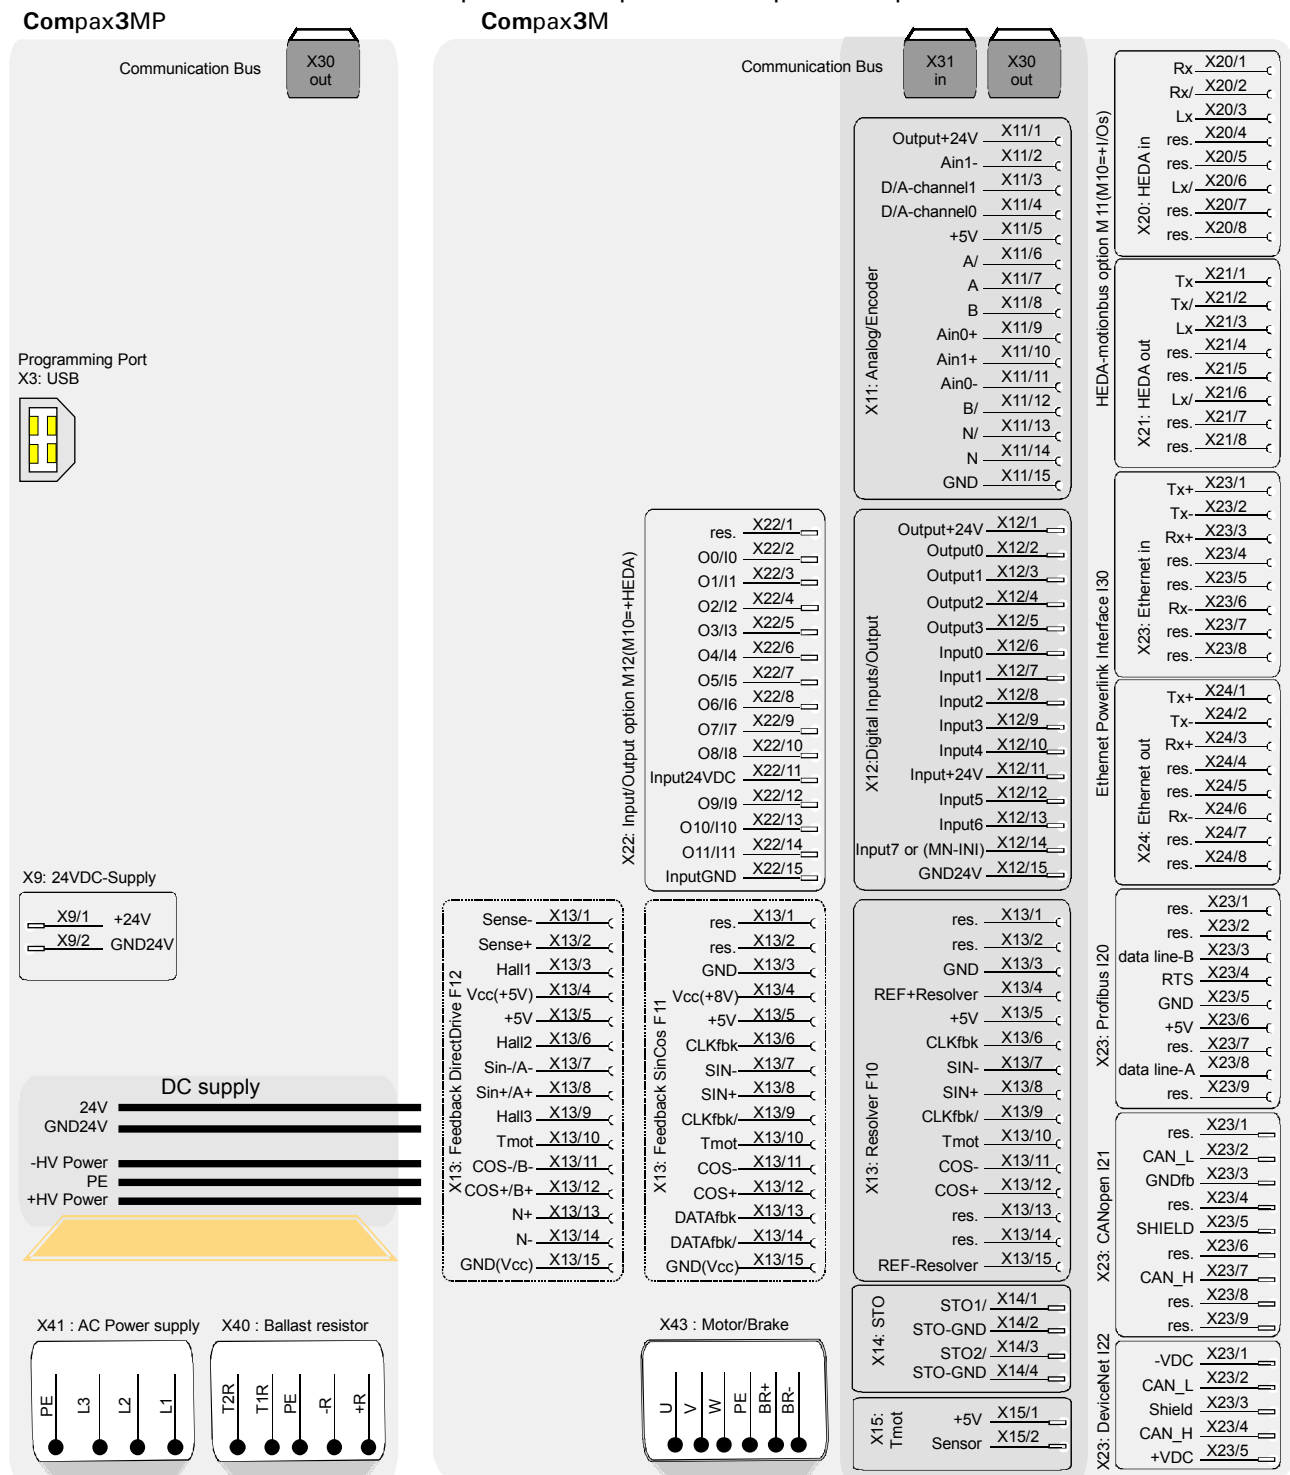 Compax3MP
Communication Bus
X30
out
Programming Port
X3: USB
X9: 24VDC-Supply
X9/1 +24V
X9/2 GND24V
DC supply
24V
GND24V
-HV Power
PE
+HV Power
X41 : AC Power supply
PE
L3
L2
L1
X40 : Ballast resistor
T2R
T1R
PE
-R
+R
Compax3M
Communication Bus
X31
in
X30
out
X11: Analog/Encoder
Output+24V X11/1
Ain1- X11/2
D/A-channel1 X11/3
D/A-channel0 X11/4
+5V X11/5
A/ X11/6
A X11/7
B X11/8
Ain0+ X11/9
Ain1+ X11/10
Ain0- X11/11
B/ X11/12
N/ X11/13
N X11/14
GND X11/15
X22: Input/Output option M12(M10=+HEDA)
res. X22/1
O0/I0 X22/2
O1/I1 X22/3
O2/I2 X22/4
O3/I3 X22/5
O4/I4 X22/6
O5/I5 X22/7
O6/I6 X22/8
O7/I7 X22/9
O8/I8 X22/10
Input24VDC X22/11
O9/I9 X22/12
O10/I10 X22/13
O11/I11 X22/14
InputGND X22/15
X12:Digital Inputs/Output
Output+24V X12/1
Output0 X12/2
Output1 X12/3
Output2 X12/4
Output3 X12/5
Input0 X12/6
Input1 X12/7
Input2 X12/8
Input3 X12/9
Input4 X12/10
Input+24V X12/11
Input5 X12/12
Input6 X12/13
Input7 or (MN-INI) X12/14
GND24V X12/15
X13: Feedback DirectDrive F12
Sense- X13/1
Sense+ X13/2
Hall1 X13/3
Vcc(+5V) X13/4
+5V X13/5
Hall2 X13/6
Sin-/A- X13/7
Sin+/A+ X13/8
Hall3 X13/9
Tmot X13/10
COS-/B- X13/11
COS+/B+ X13/12
N+ X13/13
N- X13/14
GND(Vcc) X13/15
X13: Feedback SinCos F11
res. X13/1
res. X13/2
GND X13/3
Vcc(+8V) X13/4
+5V X13/5
CLKfbk X13/6
SIN- X13/7
SIN+ X13/8
CLKfbk/ X13/9
Tmot X13/10
COS- X13/11
COS+ X13/12
DATAfbk X13/13
DATAfbk/ X13/14
GND(Vcc) X13/15
X13: Resolver F10
res. X13/1
res. X13/2
GND X13/3
REF+Resolver X13/4
+5V X13/5
CLKfbk X13/6
SIN- X13/7
SIN+ X13/8
CLKfbk/ X13/9
Tmot X13/10
COS- X13/11
COS+ X13/12
res. X13/13
res. X13/14
REF-Resolver X13/15
X43 : Motor/Brake
U
V
W
PE
BR+
BR-
X14: STO
STO1/ X14/1
STO-GND X14/2
STO2/ X14/3
STO-GND X14/4
X15:
Tmot
+5V X15/1
Sensor X15/2
HEDA-motionbus option M11(M10=+I/Os)
X20: HEDA in
Rx X20/1
Rx/ X20/2
Lx X20/3
res. X20/4
res. X20/5
Lx/ X20/6
res. X20/7
res. X20/8
X21: HEDA out
Tx X21/1
Tx/ X21/2
Lx X21/3
res. X21/4
res. X21/5
Lx/ X21/6
res. X21/7
res. X21/8
Ethernet Powerlink Interface I30
X23: Ethernet in
Tx+ X23/1
Tx- X23/2
Rx+ X23/3
res. X23/4
res. X23/5
Rx- X23/6
res. X23/7
res. X23/8
X24: Ethernet out
Tx+ X24/1
Tx- X24/2
Rx+ X24/3
res. X24/4
res. X24/5
Rx- X24/6
res. X24/7
res. X24/8
X23: Profibus I20
res. X23/1
res. X23/2
data line-B X23/3
RTS X23/4
GND X23/5
+5V X23/6
res. X23/7
data line-A X23/8
res. X23/9
X23: CANopen I21
res. X23/1
CAN_L X23/2
GNDfb X23/3
res. X23/4
SHIELD X23/5
res. X23/6
CAN_H X23/7
res. X23/8
res. X23/9
X23: DeviceNet I22
-VDC X23/1
CAN_L X23/2
Shield X23/3
CAN_H X23/4
+VDC X23/5